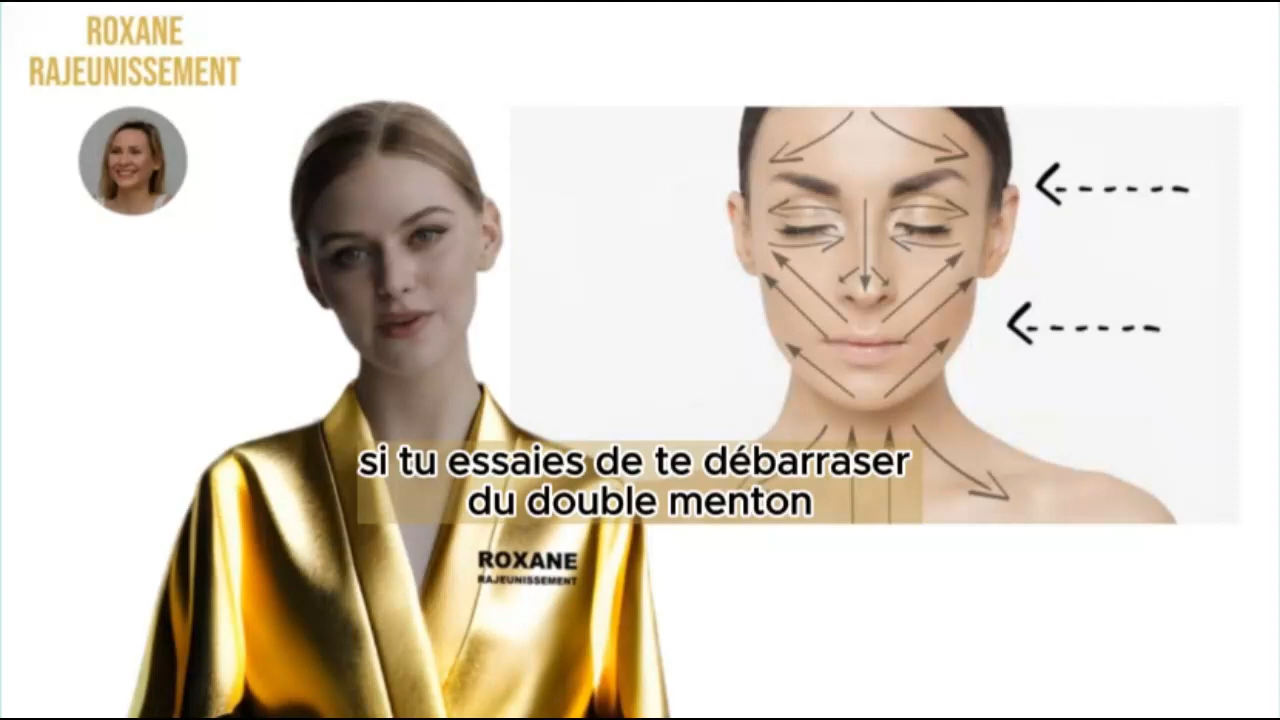 ROXANE
RAJEUNISSEMENT
si tu essaies de te débarraser
du double menton
ROXANE
RAJEUNISSEMENT